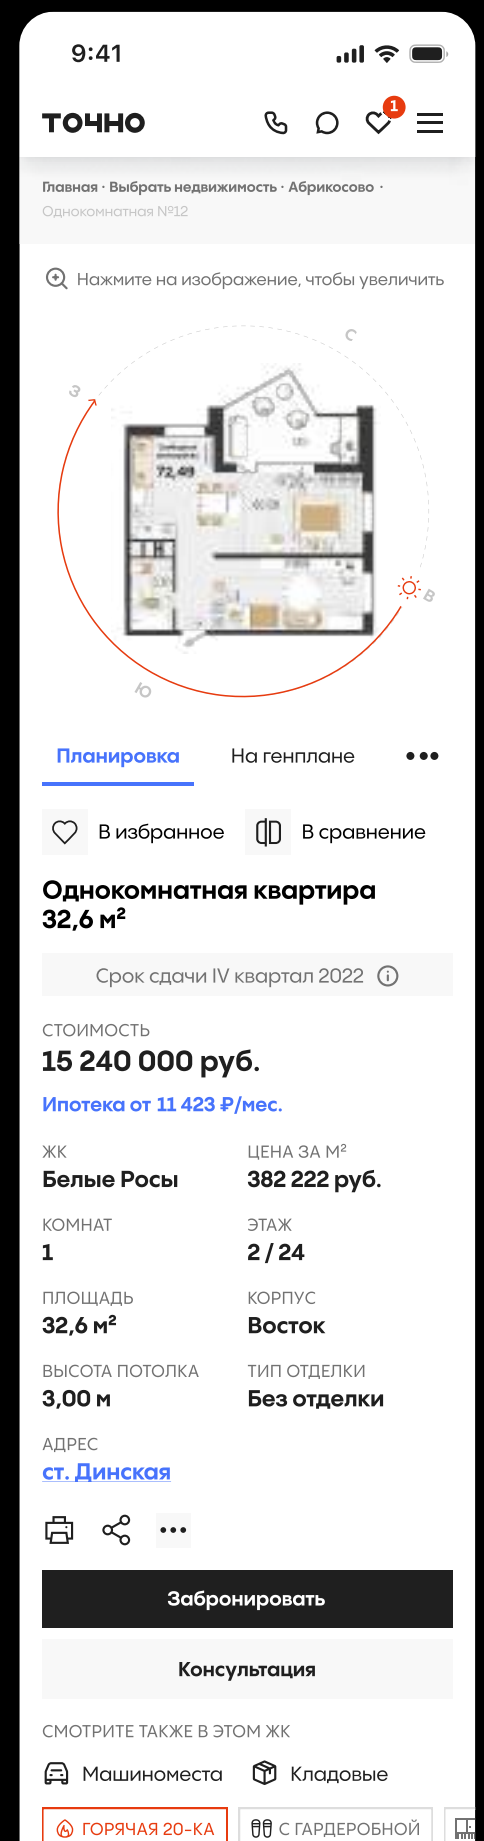 9:41
ТОЧНО
1
Главная · Выбрать недвижимость · Абрикосово ·
Однокомнатная №12
Нажмите на изображение, чтобы увеличить
С
З
72,49
В
Ю
Планировка
На генплане
В избранное
В сравнение
Однокомнатная квартира
32,6 м²
Срок сдачи IV квартал 2022
СТОИМОСТЬ
15 240 000 руб.
Ипотека от 11 423 ₽/мес.
ЖК
ЦЕНА ЗА М²
Белые Росы
382 222 руб.
КОМНАТ
ЭТАЖ
1
2 / 24
ПЛОЩАДЬ
КОРПУС
32,6 м²
Восток
ВЫСОТА ПОТОЛКА
ТИП ОТДЕЛКИ
3,00 м
Без отделки
АДРЕС
ст. Динская
Забронировать
Консультация
СМОТРИТЕ ТАКЖЕ В ЭТОМ ЖК
Машиноместа
Кладовые
ГОРЯЧАЯ 20-КА
С ГАРДЕРОБНОЙ